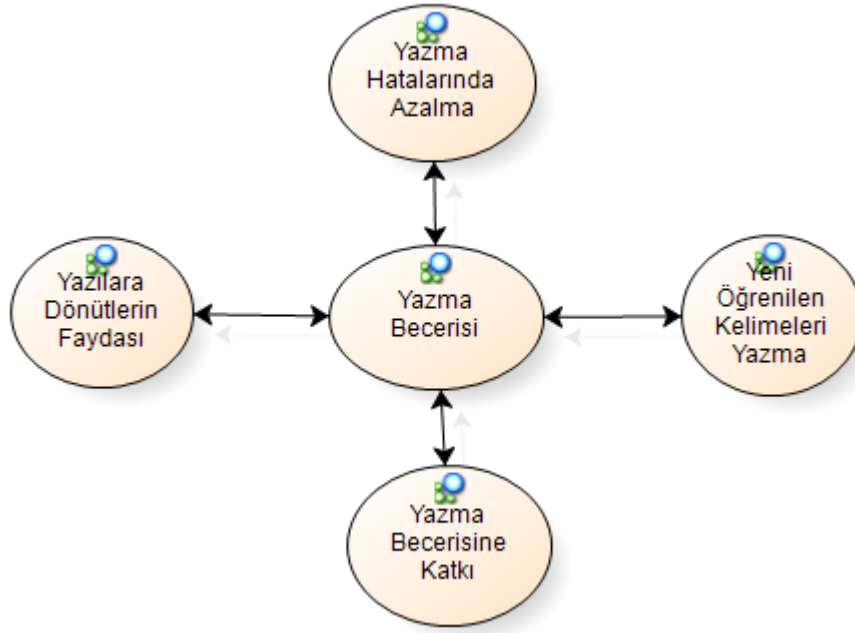 Yazma
Hatalarında
Azalma
Yazılara
Dönütlerin
Faydası
Yazma
Becerisi
Yeni
Öğrenilen
Kelimeleri
Yazma
Yazma
Becerisine
Katkı